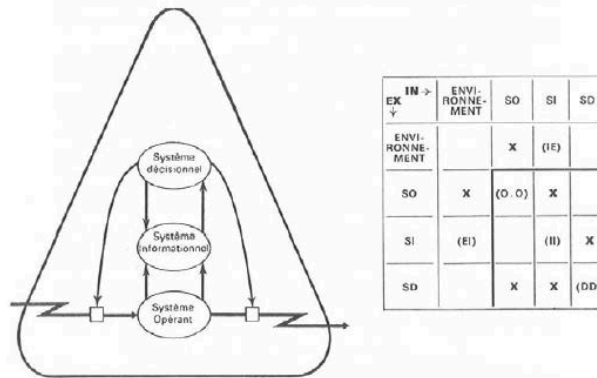 Système
décisionnel
Système
Informationnel
Système
Opérant
IN → ENVI- SO SI SD
EX RONNE-
↓ MENT
ENVI-
RONNE- X (IE)
MENT
SO X (O.O) X
SI (EI) (II) X
SD X X (DD)